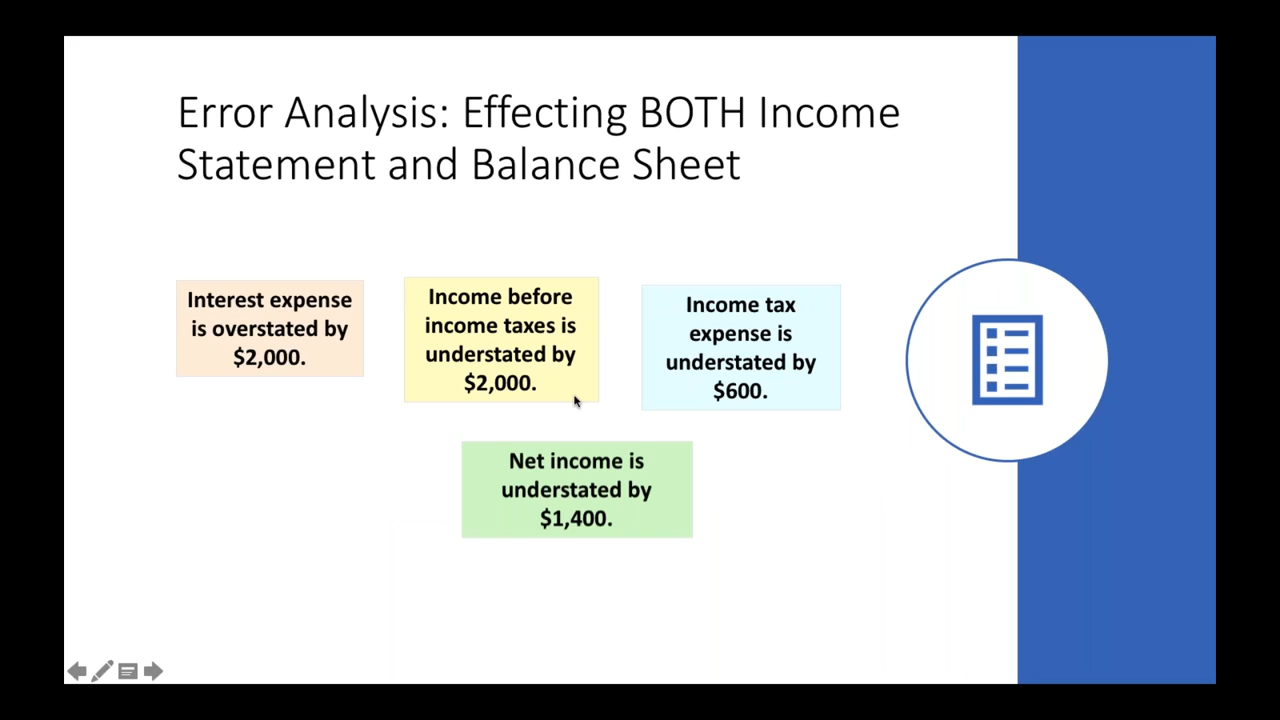 Error Analysis: Effecting BOTH Income
Statement and Balance Sheet
Interest expense
is overstated by
$2,000.
Income before
income taxes is
understated by
$2,000.
Income tax
expense is
understated by
$600.
Net income is
understated by
$1,400.